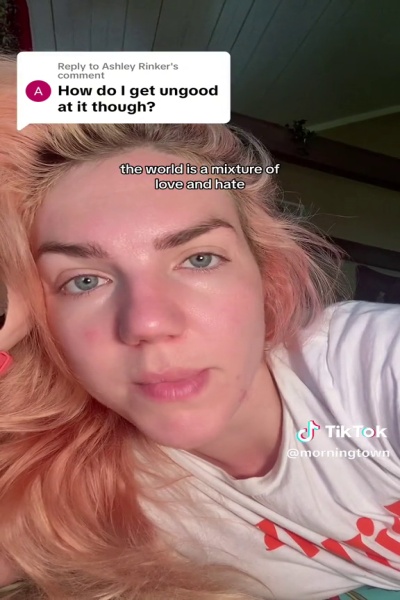 Reply to Ashley Rinker's
comment
A
How do I get ungood
at it though?
the world is a mixture of
love and hate
TikTok
@morningtown